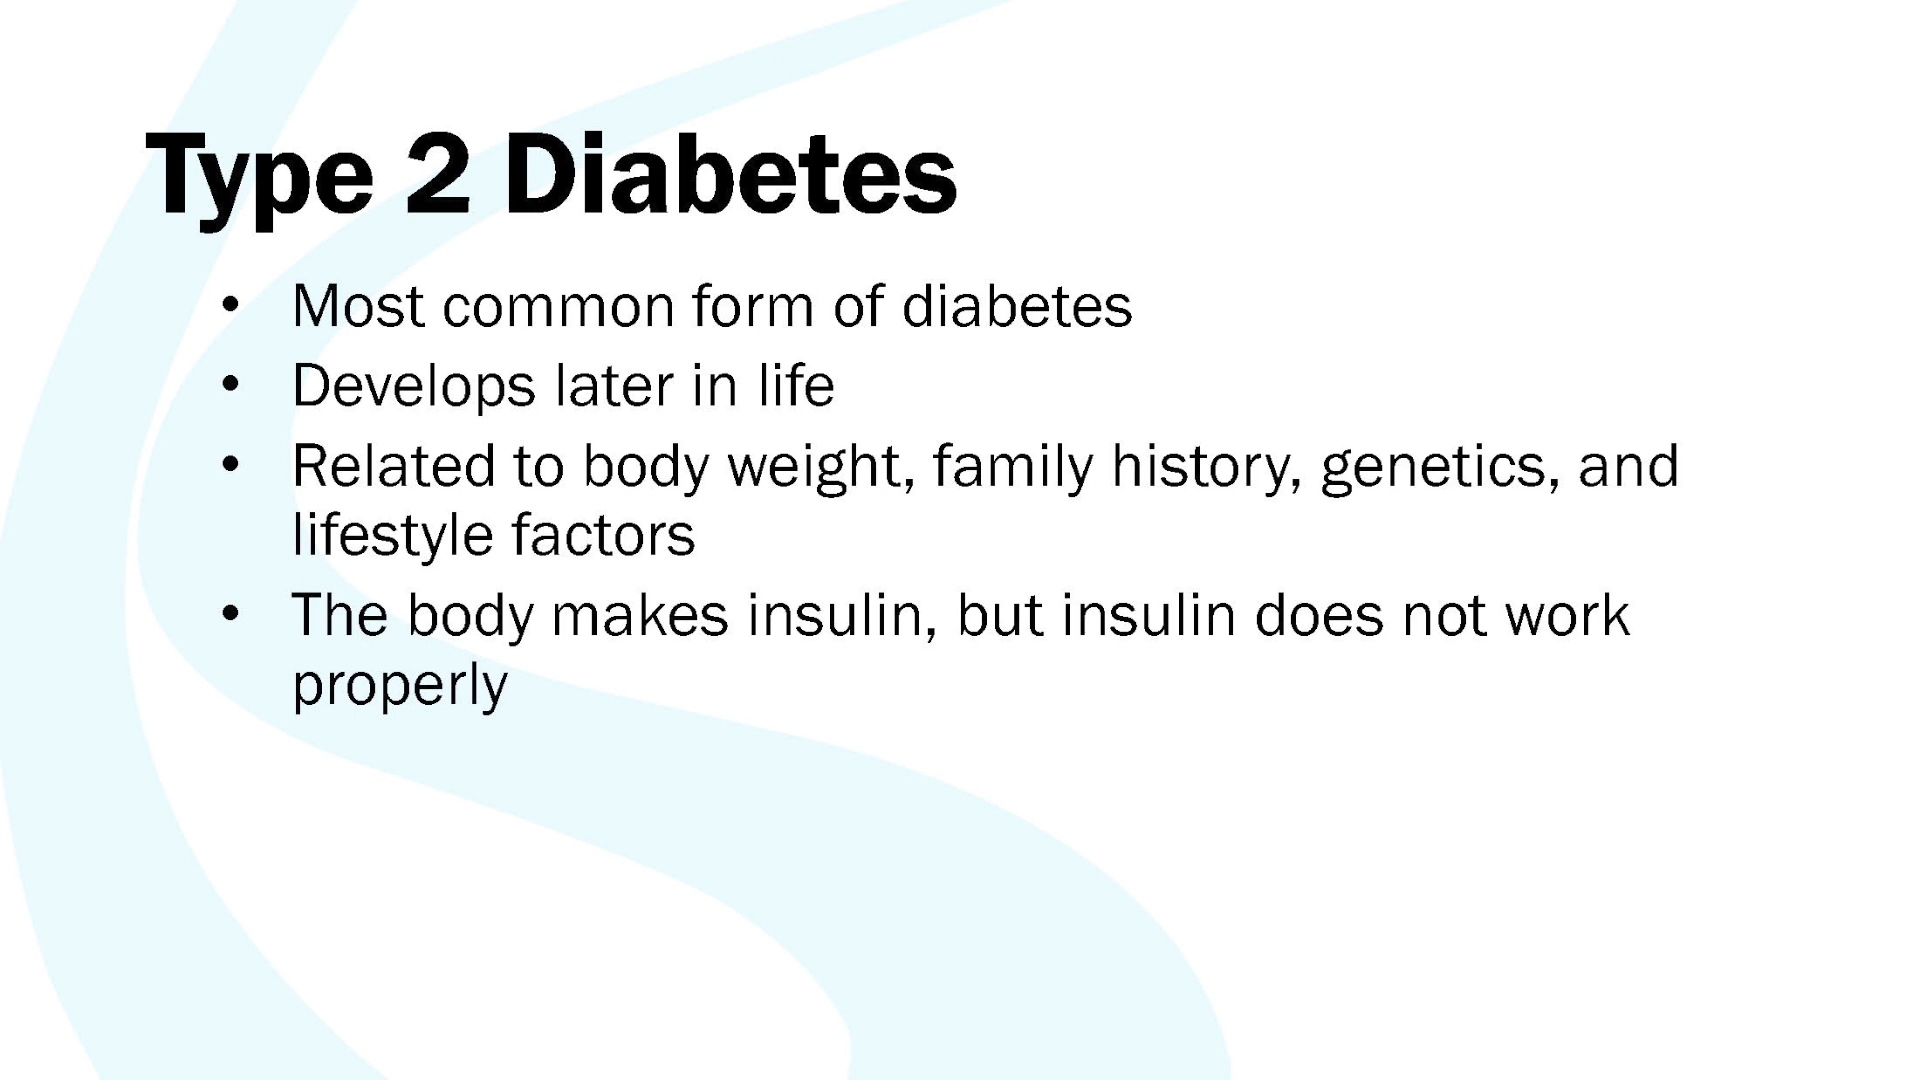 Type 2 Diabetes
• Most common form of diabetes
• Develops later in life
• Related to body weight, family history, genetics, and
lifestyle factors
• The body makes insulin, but insulin does not work
properly